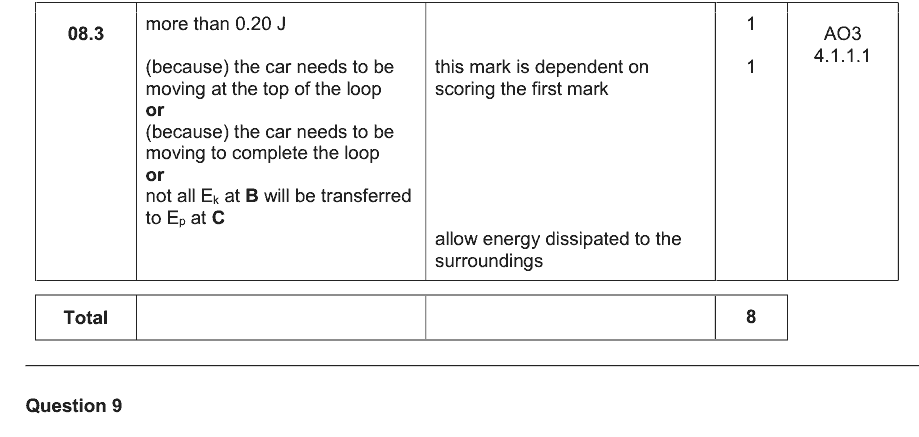 08.3
more than 0.20 J
1
AO3
4.1.1.1
(because) the car needs to be
moving at the top of the loop
this mark is dependent on
scoring the first mark
1
or
(because) the car needs to be
moving to complete the loop
or
not all Eₖ at B will be transferred
to Eₚ at C
allow energy dissipated to the
surroundings
Total
8
Question 9